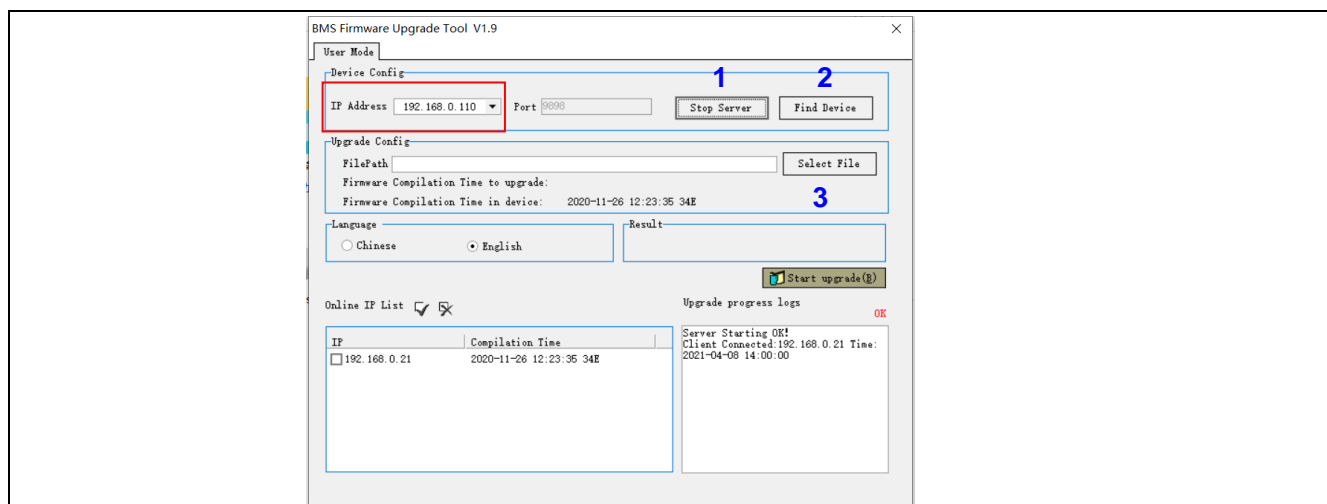 BMS Firmware Upgrade Tool V1.9
User Mode
Device Config
1 2
IP Address 192.168.0.110 Port 9898 Stop Server Find Device
Upgrade Config
FilePath Select File
Firmware Compilation Time to upgrade:
Firmware Compilation Time in device: 2020-11-26 12:23:35 34E
3
Language Result
Chinese English
Start upgrade(B)
Online IP List
IP Compilation Time
192.168.0.21 2020-11-26 12:23:35 34E
Upgrade progress logs
OK
Server Starting OK!
Client Connected:192.168.0.21 Time:
2021-04-08 14:00:00